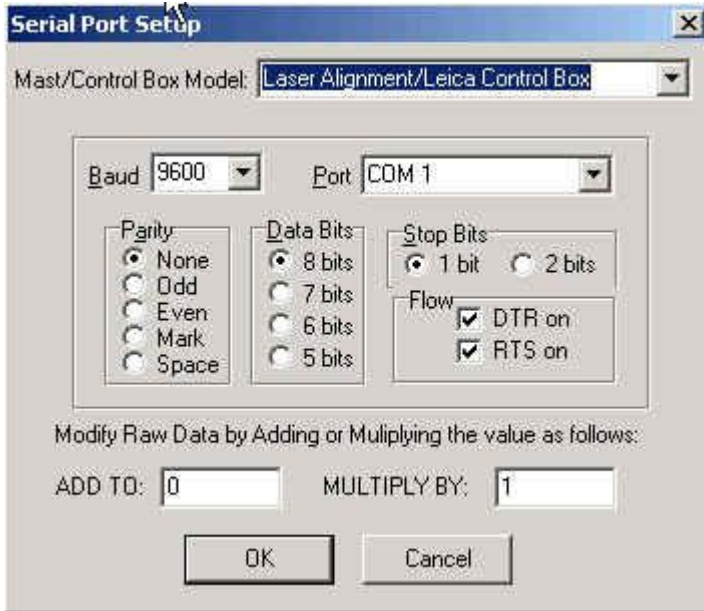 Serial Port Setup
Mast/Control Box Model: Laser Alignment/Leica Control Box
Baud 9600 Port COM 1
Parity
None
Odd
Even
Mark
Space
Data Bits
8 bits
7 bits
6 bits
5 bits
Stop Bits
1 bit 2 bits
Flow
DTR on
RTS on
Modify Raw Data by Adding or Muliplying the value as follows:
ADD TO: 0 MULTIPLY BY: 1
OK Cancel